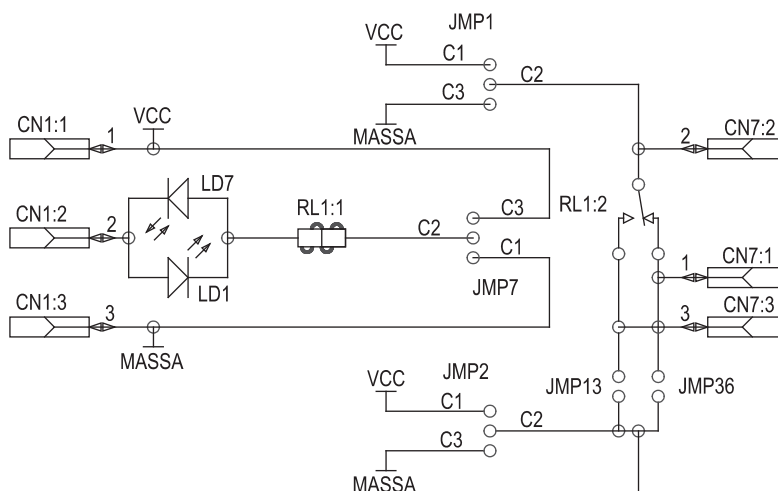 JMP1
VCC
C1
C2
C3
MASSA
CN1:1
1
VCC
2
CN7:2
LD7
RL1:1
C3
RL1:2
CN1:2
2
C2
C1
JMP7
1
CN7:1
CN1:3
3
LD1
3
CN7:3
MASSA
VCC
JMP2
C1
JMP13
JMP36
C2
C3
MASSA